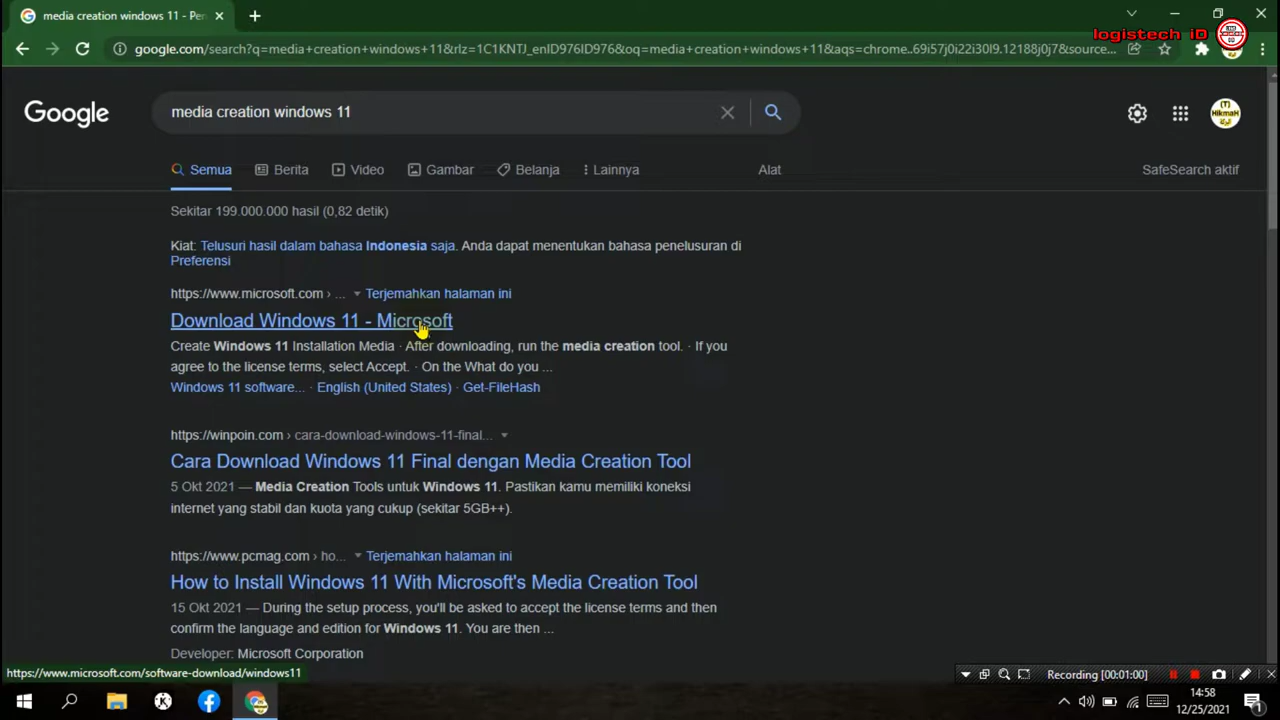 media creation windows 11 - Pen
logistech iD
google.com/search?q=media+creation+windows+11&rlz=1C1KNTJ_enID976ID976&oq=media+creation+windows+11&aqs=chrome..69i57j0i22i30l9.12188j0j7&source...
Google
media creation windows 11
Semua
Berita
Video
Gambar
Belanja
Lainnya
Alat
SafeSearch aktif
Sekitar 199.000.000 hasil (0,82 detik)
Kiat: Telusuri hasil dalam bahasa Indonesia saja. Anda dapat menentukan bahasa penelusuran di
Preferensi
https://www.microsoft.com › ... Terjemahkan halaman ini
Download Windows 11 - Microsoft
Create Windows 11 Installation Media · After downloading, run the media creation tool. · If you
agree to the license terms, select Accept. · On the What do you ...
Windows 11 software... · English (United States) · Get-FileHash
https://winpoin.com › cara-download-windows-11-final...
Cara Download Windows 11 Final dengan Media Creation Tool
5 Okt 2021 — Media Creation Tools untuk Windows 11. Pastikan kamu memiliki koneksi
internet yang stabil dan kuota yang cukup (sekitar 5GB++).
https://www.pcmag.com › ho... Terjemahkan halaman ini
How to Install Windows 11 With Microsoft's Media Creation Tool
15 Okt 2021 — During the setup process, you'll be asked to accept the license terms and then
confirm the language and edition for Windows 11. You are then ...
Developer: Microsoft Corporation
https://www.microsoft.com/software-download/windows11
Recording [00:01:00]
14:58
12/25/2021